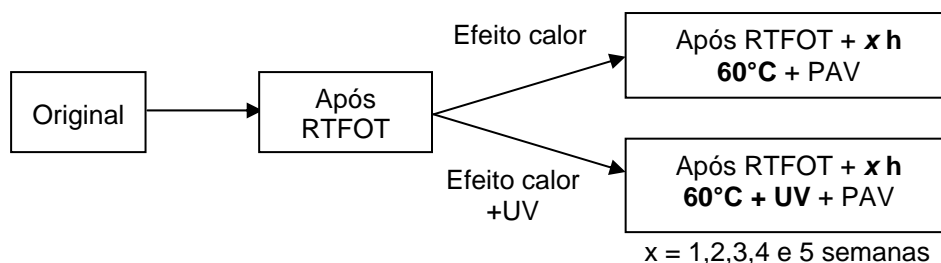 Original
Após
RTFOT
Efeito calor
Efeito calor
+UV
Após RTFOT + x h
60°C + PAV
Após RTFOT + x h
60°C + UV + PAV
x = 1,2,3,4 e 5 semanas